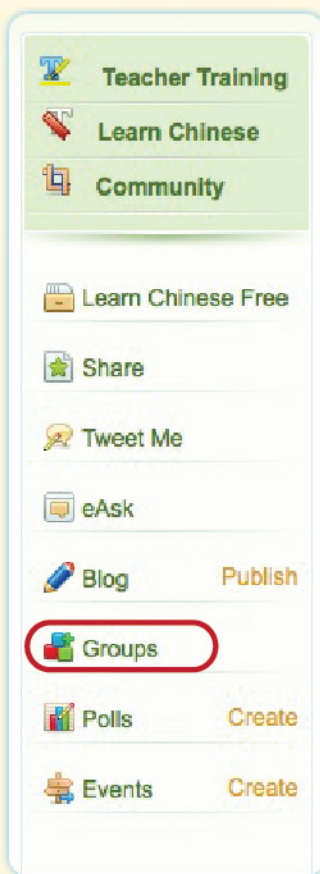 Teacher Training
Learn Chinese
Community
Learn Chinese Free
Share
Tweet Me
eAsk
Blog Publish
Groups
Polls Create
Events Create